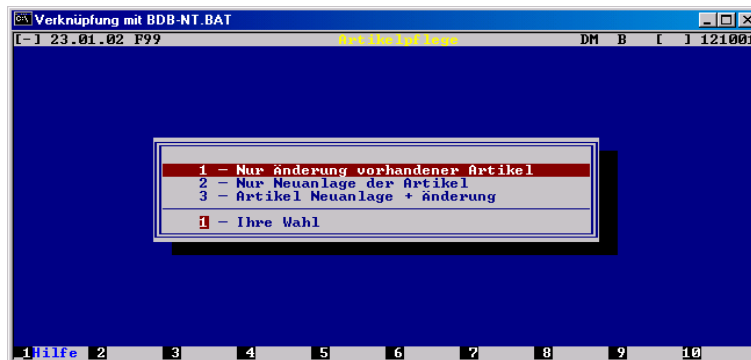 Verknüpfung mit BDB-NT.BAT
[-] 23.01.02 F99 Artikelpflege DM B [ ] 121001
1 - Nur Änderung vorhandener Artikel
2 - Nur Neuanlage der Artikel
3 - Artikel Neuanlage + Änderung
1 - Ihre Wahl
1Hilfe 2 3 4 5 6 7 8 9 10